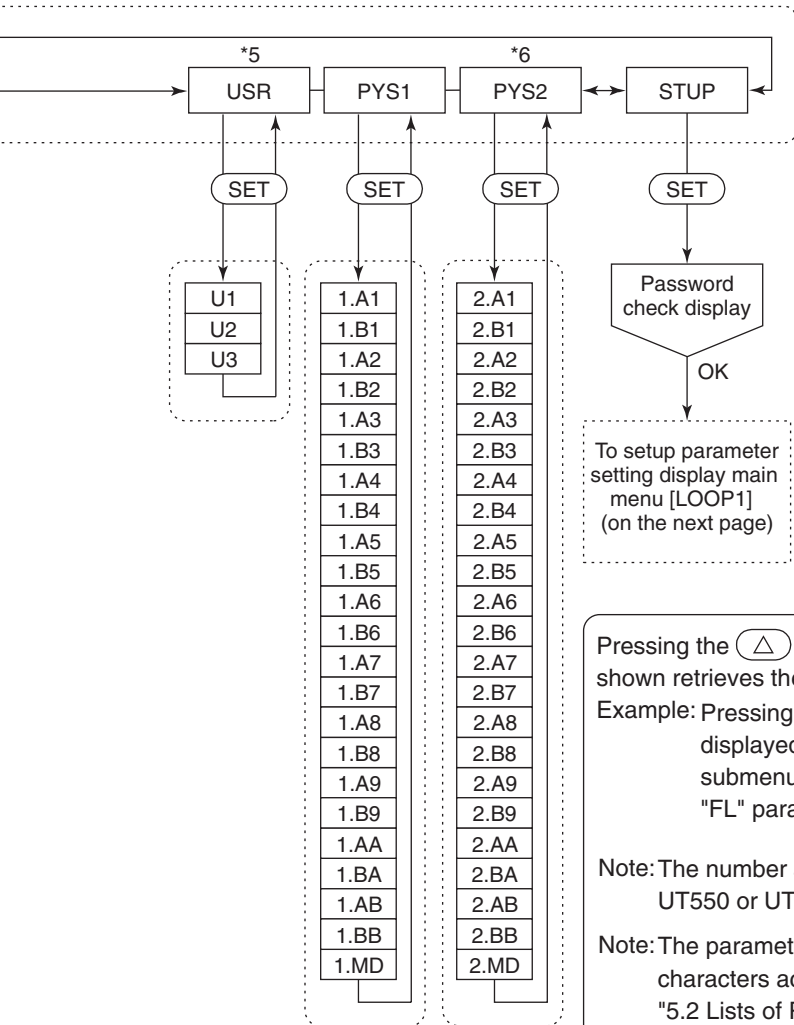 *5
*6
USR
PYS1
PYS2
STUP
SET
SET
SET
SET
U1
U2
U3
1.A1
1.B1
1.A2
1.B2
1.A3
1.B3
1.A4
1.B4
1.A5
1.B5
1.A6
1.B6
1.A7
1.B7
1.A8
1.B8
1.A9
1.B9
1.AA
1.BA
1.AB
1.BB
1.MD
2.A1
2.B1
2.A2
2.B2
2.A3
2.B3
2.A4
2.B4
2.A5
2.B5
2.A6
2.B6
2.A7
2.B7
2.A8
2.B8
2.A9
2.B9
2.AA
2.BA
2.AB
2.BB
2.MD
Password
check display
OK
To setup parameter
setting display main
menu [LOOP1]
(on the next page)
Pressing the △
shown retrieves the
Example: Pressing
displayed
submenu
"FL" para
Note: The number
UT550 or UT
Note: The paramet
characters ac
"5.2 Lists of